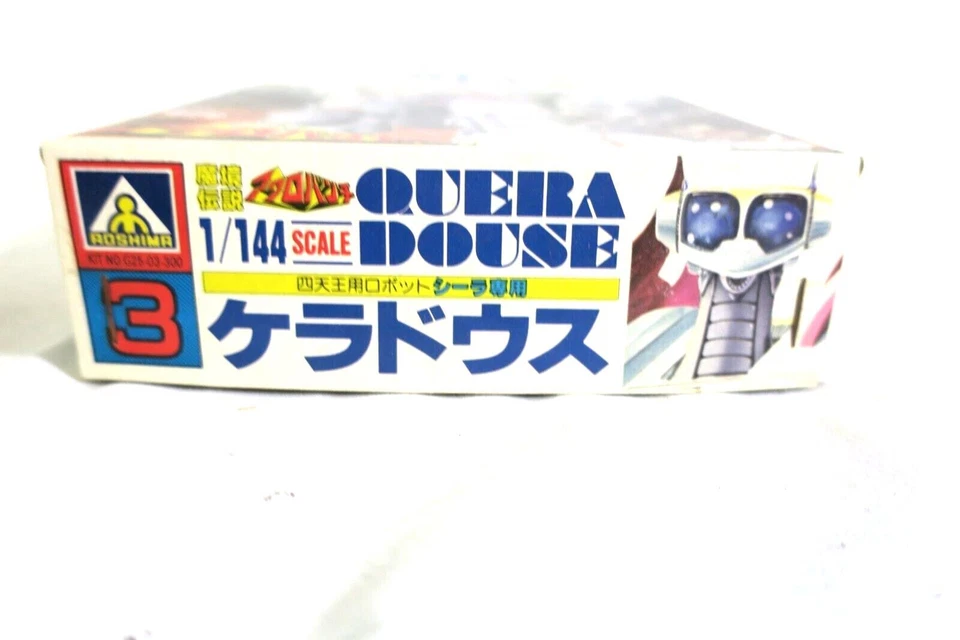 AOSHIMA
KIT NO.G25-03-300
3
魔境
伝説
アクロバンチ
QUERA
DOUSE
1/144 SCALE
四天王用ロボット シーラ専用
ケラドウス